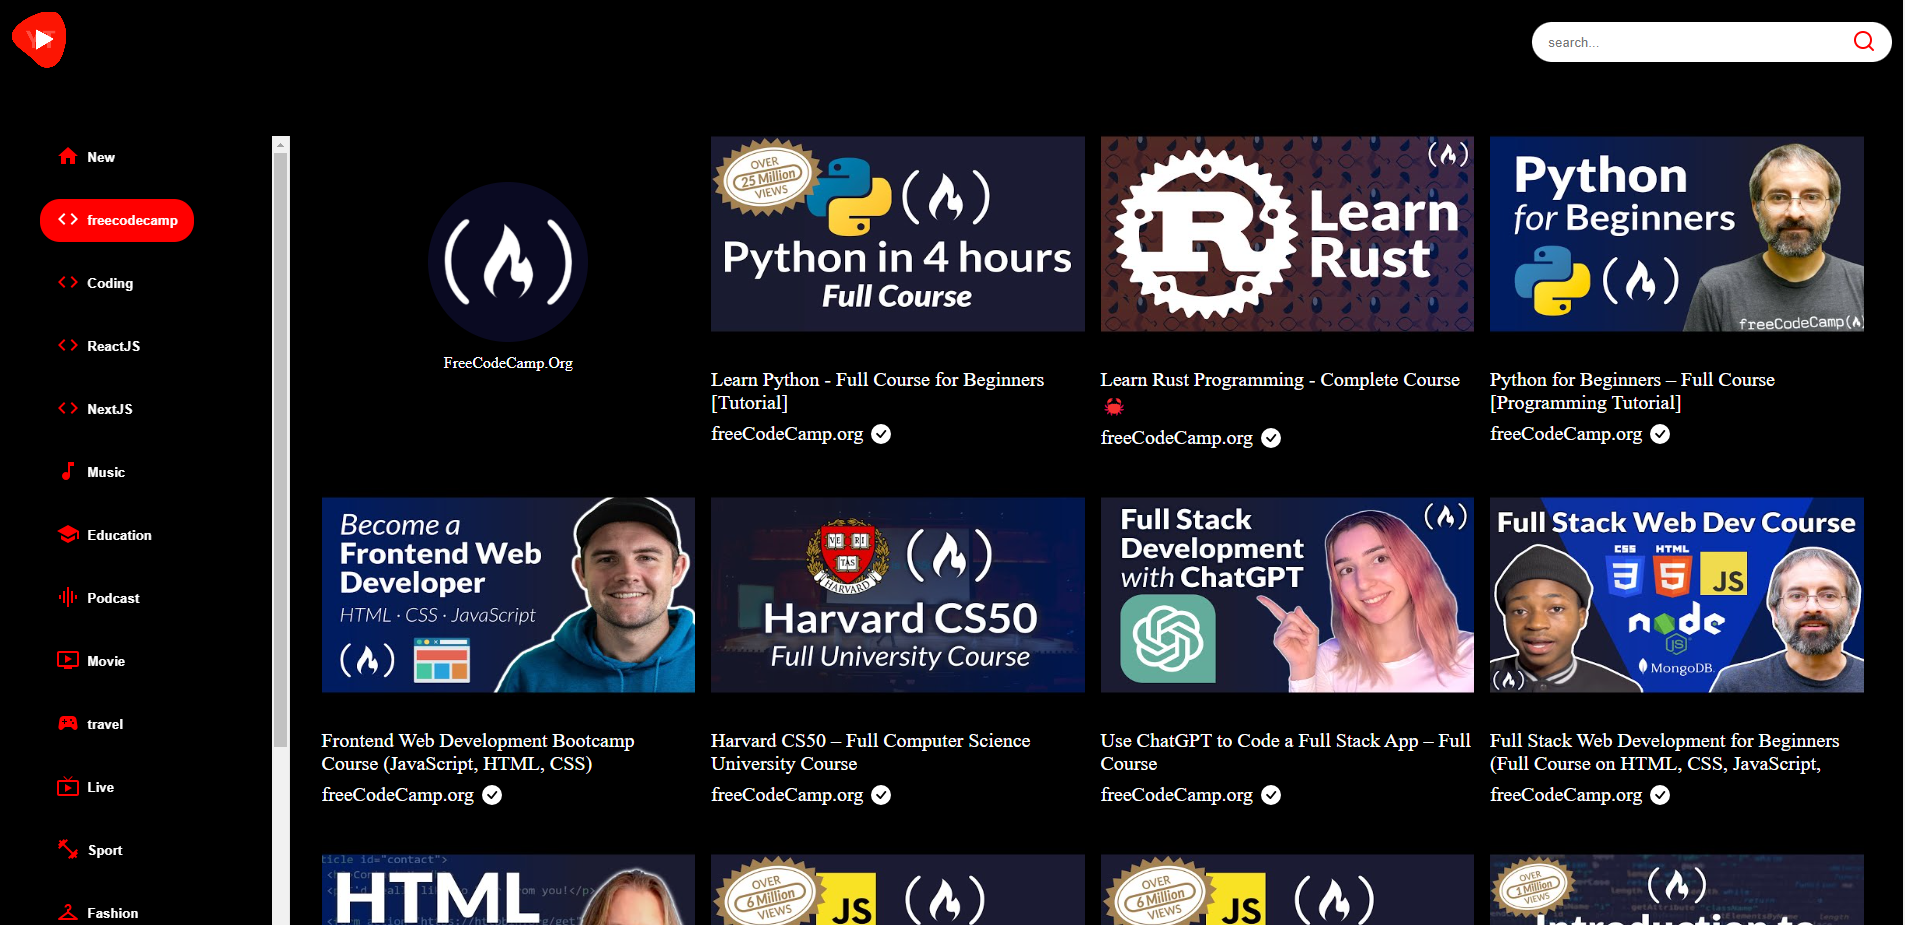 search...
New
freecodecamp
Coding
ReactJS
NextJS
Music
Education
Podcast
Movie
travel
Live
Sport
Fashion
FreeCodeCamp.Org
OVER
25 Million
VIEWS
Python in 4 hours
Full Course
Learn Python - Full Course for Beginners
[Tutorial]
freeCodeCamp.org
R
Learn
Rust
Learn Rust Programming - Complete Course
🦀
freeCodeCamp.org
Python
for Beginners
freeCodeCamp(
Python for Beginners – Full Course
[Programming Tutorial]
freeCodeCamp.org
Become a
Frontend Web
Developer
HTML · CSS · JavaScript
Frontend Web Development Bootcamp
Course (JavaScript, HTML, CSS)
freeCodeCamp.org
VE RI
TAS
HARVARD
Harvard CS50
Full University Course
Harvard CS50 – Full Computer Science
University Course
freeCodeCamp.org
Full Stack
Development
with ChatGPT
Use ChatGPT to Code a Full Stack App – Full
Course
freeCodeCamp.org
Full Stack Web Dev Course
CSS HTML
3 5 JS
node
JS
MongoDB
Full Stack Web Development for Beginners
(Full Course on HTML, CSS, JavaScript,
freeCodeCamp.org
HTML
OVER
6 Million
VIEWS
JS
OVER
6 Million
VIEWS
JS
OVER
1 Million
VIEWS
Introduction to